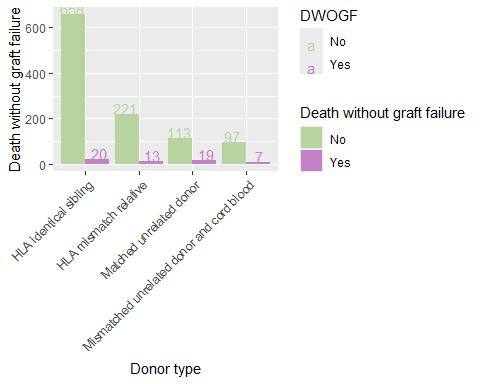 Death without graft failure
600
400
200
0
658
20
221
13
113
19
97
7
HLA identical sibling
HLA mismatch relative
Matched unrelated donor
Mismatched unrelated donor and cord blood
Donor type
DWOGF
a No
a Yes
Death without graft failure
No
Yes